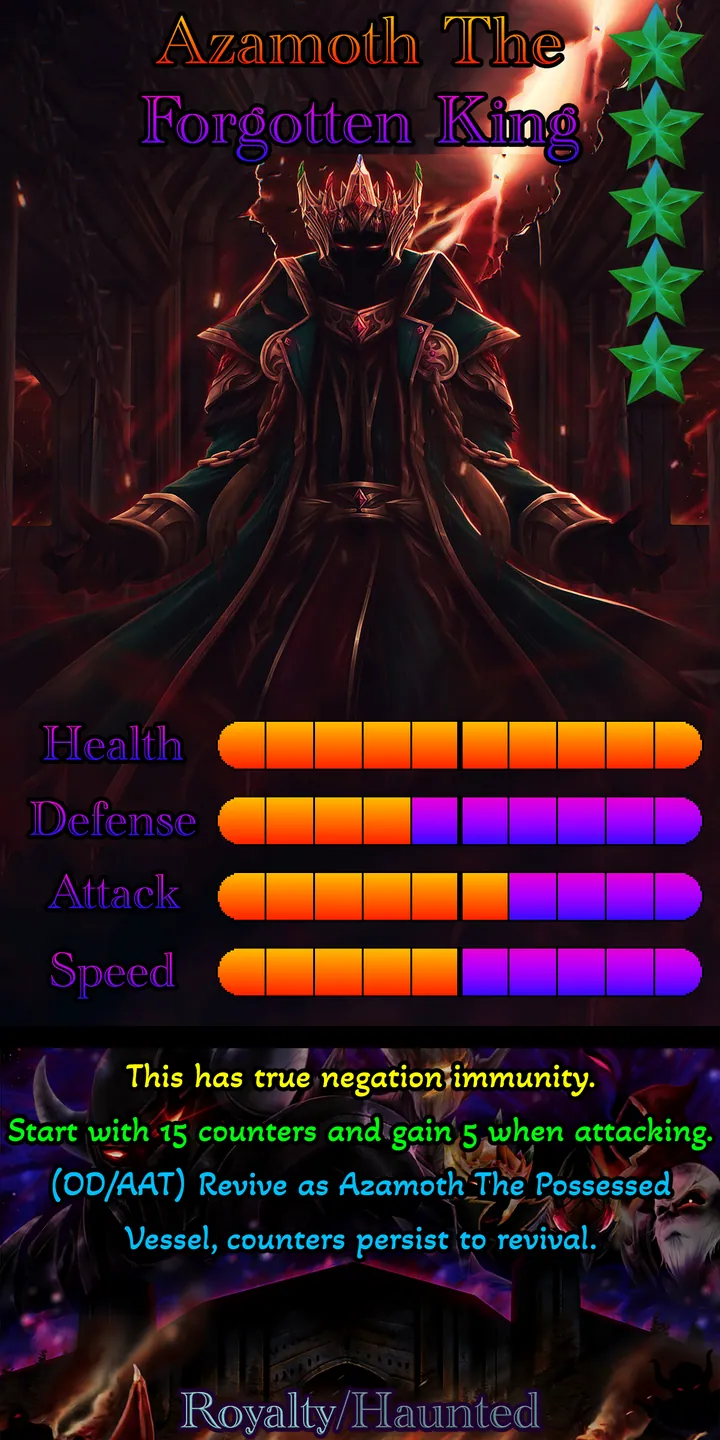 Azamoth The
Forgotten King
Health
Defense
Attack
Speed
This has true negation immunity.
Start with 15 counters and gain 5 when attacking.
(OD/AAT) Revive as Azamoth The Possessed
Vessel, counters persist to revival.
Royalty/Haunted